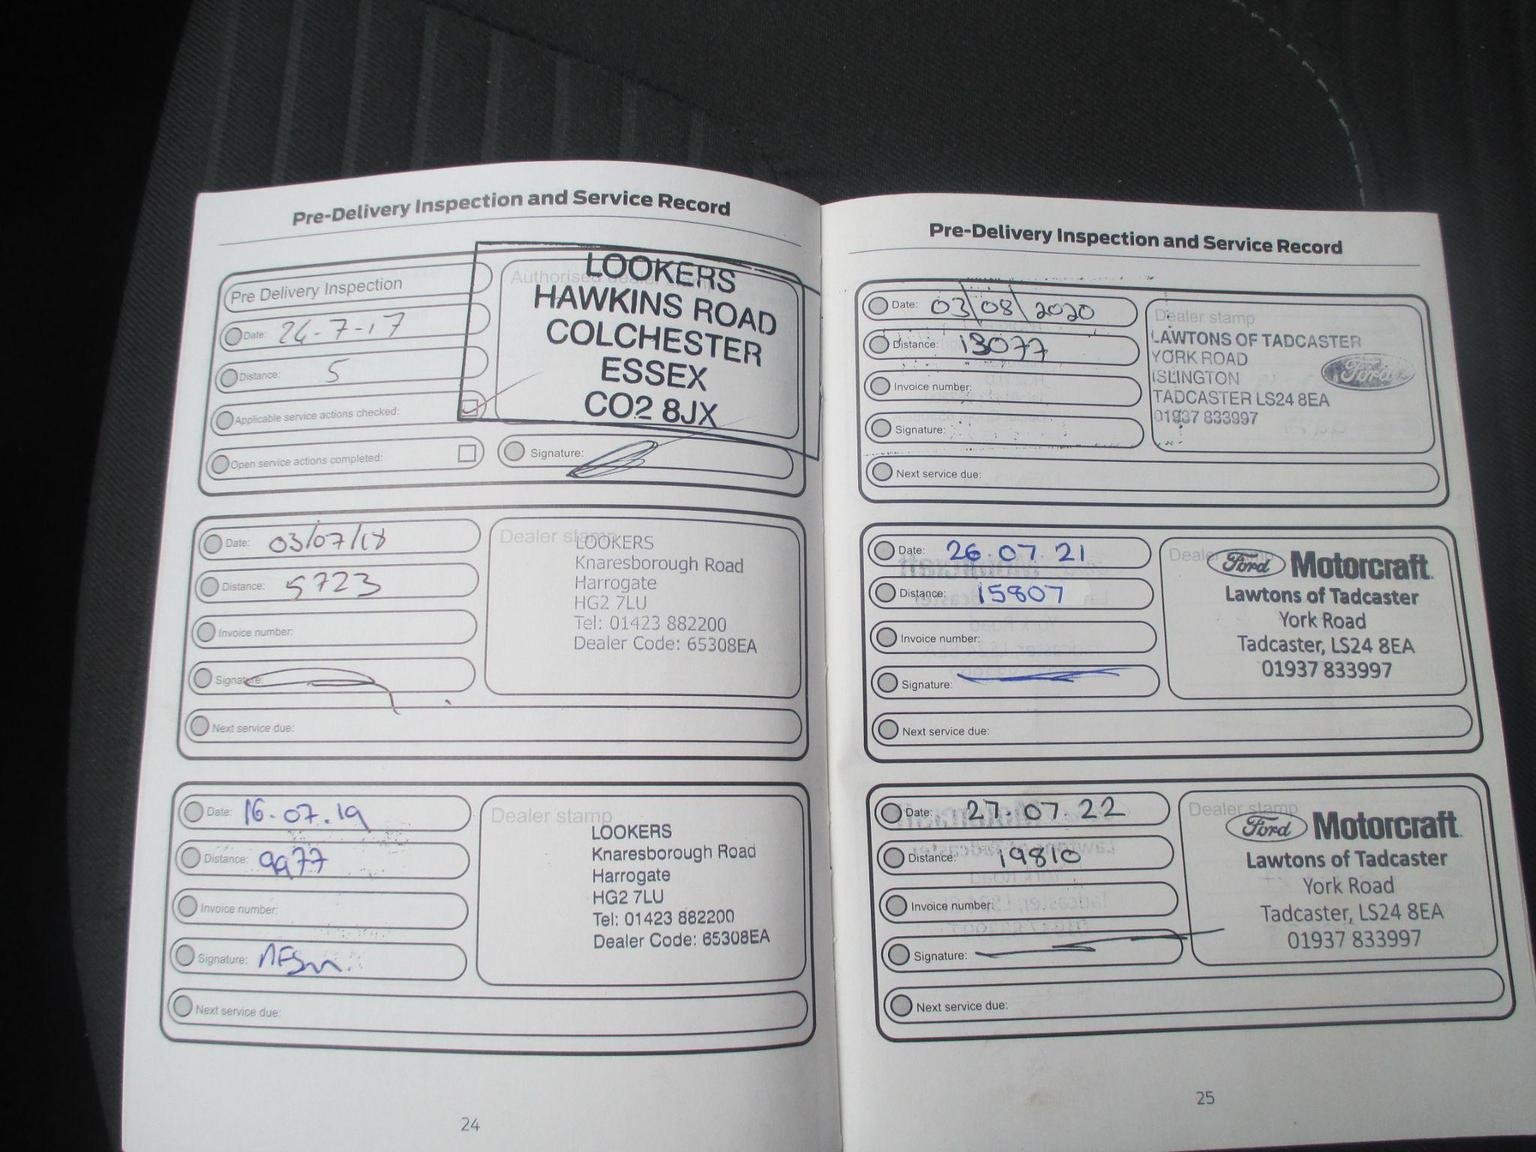 Pre-Delivery Inspection and Service Record
Pre Delivery Inspection
Date: 24-7-17
Distance: 5
Applicable service actions checked:
Open service actions completed:
Authorised dealer
LOOKERS
HAWKINS ROAD
COLCHESTER
ESSEX
CO2 8JX
Signature:
Date: 03/07/18
Distance: 5723
Invoice number:
Signature:
Next service due:
Dealer stamp
LOOKERS
Knaresborough Road
Harrogate
HG2 7LU
Tel: 01423 882200
Dealer Code: 65308EA
Date: 16.07.19
Distance: 9977
Invoice number:
Signature:
Next service due:
Dealer stamp
LOOKERS
Knaresborough Road
Harrogate
HG2 7LU
Tel: 01423 882200
Dealer Code: 65308EA
24
Pre-Delivery Inspection and Service Record
Date: 03/08/2020
Distance: 13077
Invoice number:
Signature:
Next service due:
Dealer stamp
LAWTONS OF TADCASTER
YORK ROAD
ISLINGTON
TADCASTER LS24 8EA
01937 833997
Ford
Date: 26.07.21
Distance: 15807
Invoice number:
Signature:
Next service due:
Dealer stamp
Ford Motorcraft
Lawtons of Tadcaster
York Road
Tadcaster, LS24 8EA
01937 833997
Date: 27.07.22
Distance: 19810
Invoice number:
Signature:
Next service due:
Dealer stamp
Ford Motorcraft
Lawtons of Tadcaster
York Road
Tadcaster, LS24 8EA
01937 833997
25